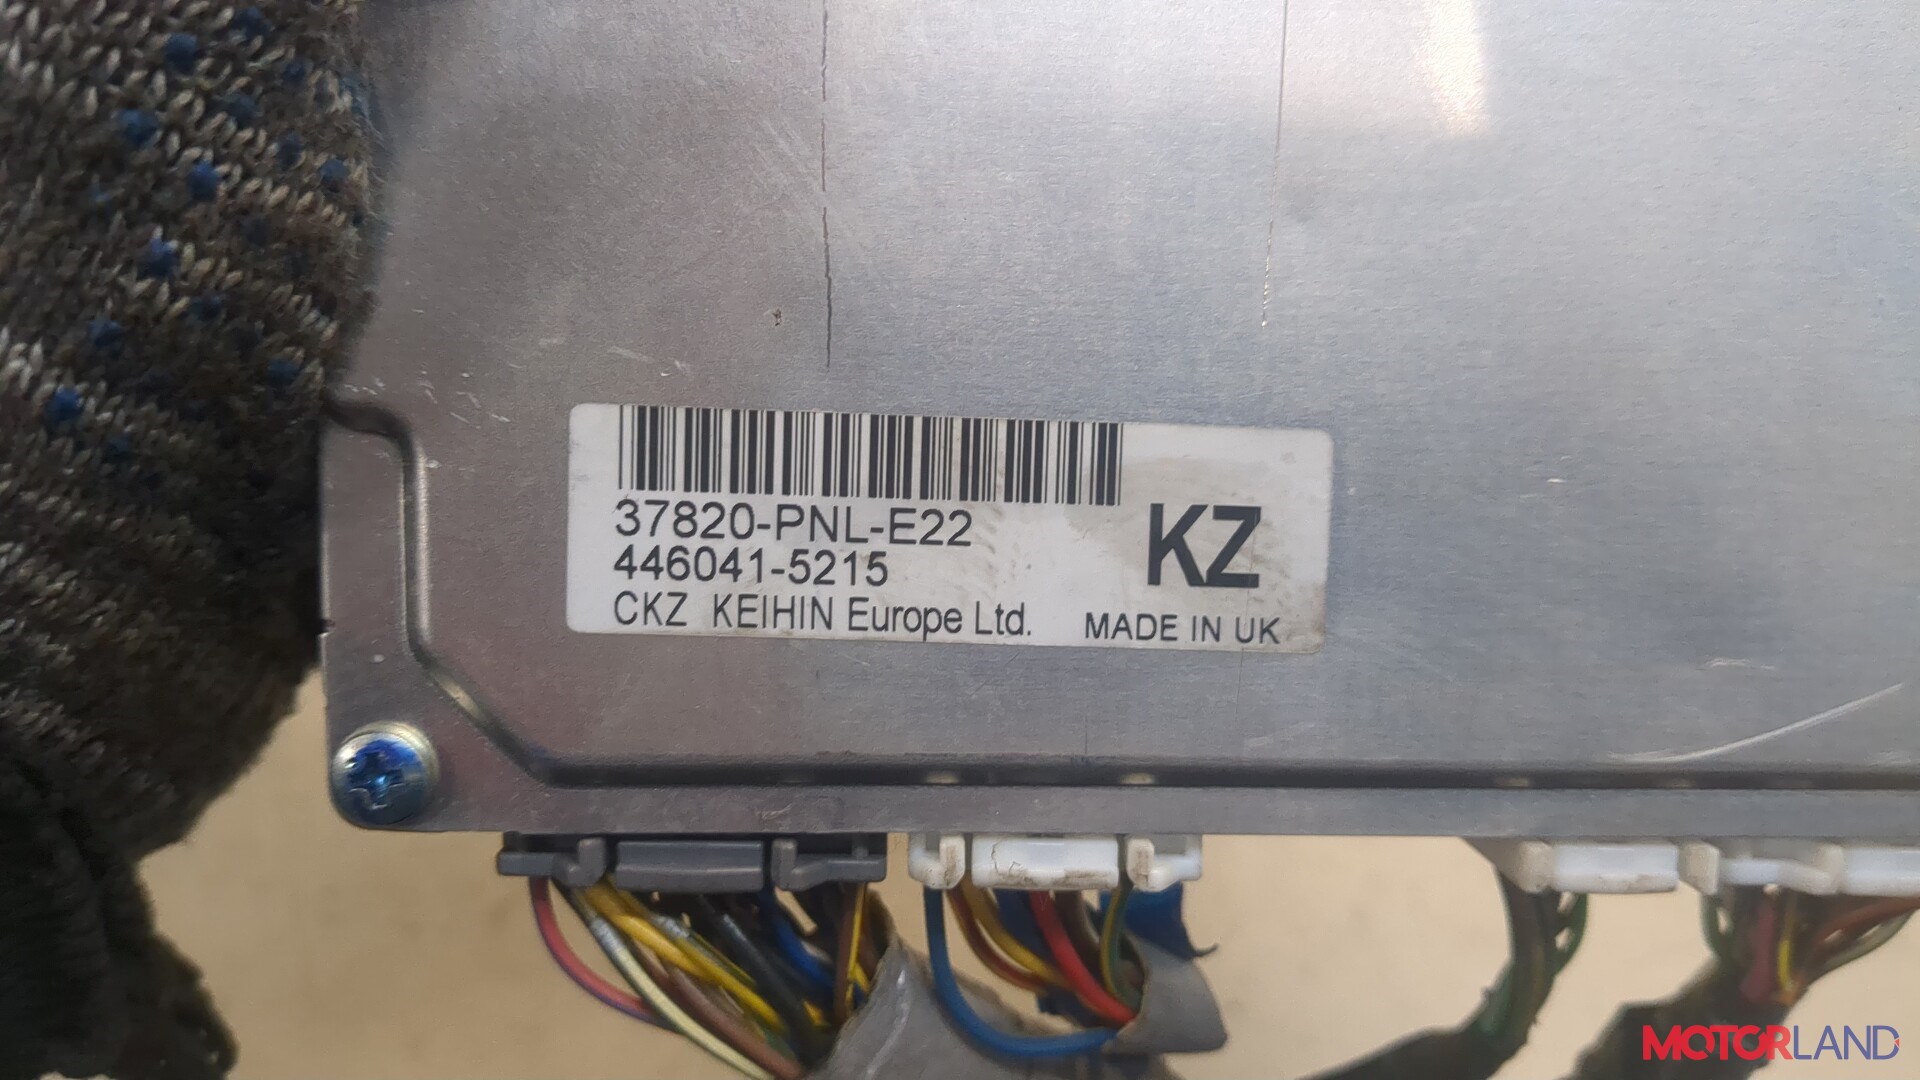 37820-PNL-E22
446041-5215
KZ
CKZ KEIHIN Europe Ltd.
MADE IN UK
MOTORLAND